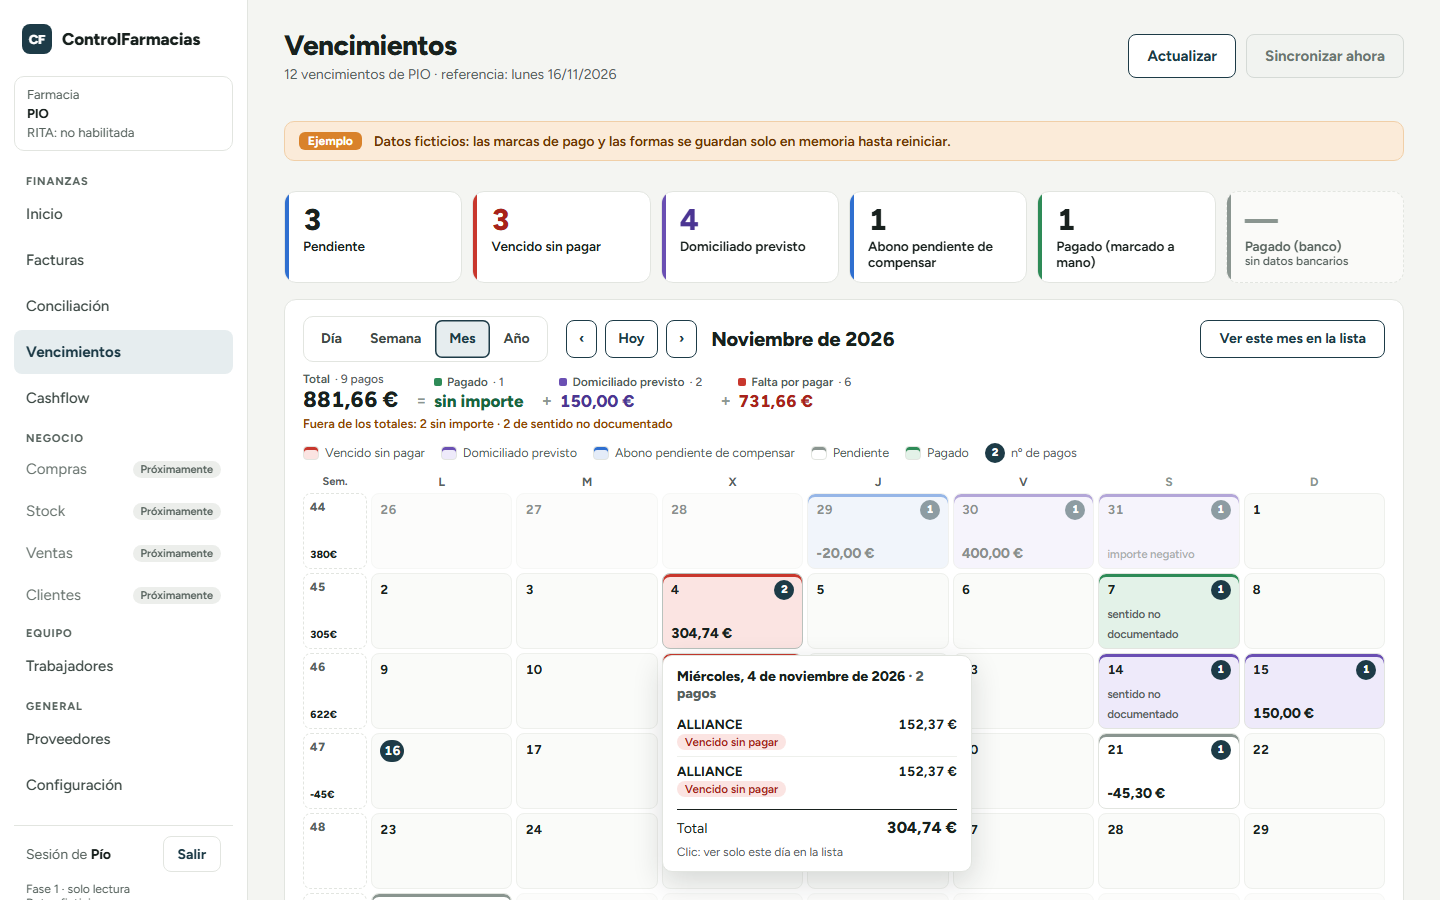 CF ControlFarmacias
Farmacia
PIO
RITA: no habilitada
FINANZAS
Inicio
Facturas
Conciliación
Vencimientos
Cashflow
NEGOCIO
Compras Próximamente
Stock Próximamente
Ventas Próximamente
Clientes Próximamente
EQUIPO
Trabajadores
GENERAL
Proveedores
Configuración
Sesión de Pío Salir
Fase 1 · solo lectura
Vencimientos
12 vencimientos de PIO · referencia: lunes 16/11/2026
Actualizar Sincronizar ahora
Ejemplo Datos ficticios: las marcas de pago y las formas se guardan solo en memoria hasta reiniciar.
3
Pendiente
3
Vencido sin pagar
4
Domiciliado previsto
1
Abono pendiente de
compensar
1
Pagado (marcado a
mano)
—
Pagado (banco)
sin datos bancarios
Día Semana Mes Año ‹ Hoy › Noviembre de 2026 Ver este mes en la lista
Total · 9 pagos Pagado · 1 Domiciliado previsto · 2 Falta por pagar · 6
881,66 € = sin importe + 150,00 € + 731,66 €
Fuera de los totales: 2 sin importe · 2 de sentido no documentado
Vencido sin pagar Domiciliado previsto Abono pendiente de compensar Pendiente Pagado 2 nº de pagos
Sem. L M X J V S D
44 26 27 28 29 1 30 1 31 1 1
380€ -20,00 € 400,00 € importe negativo
45 2 3 4 2 5 6 7 1 8
sentido no
documentado
305€ 304,74 €
46 9 10 3 14 1 15 1
sentido no
documentado
622€ 150,00 €
47 16 17 0 21 1 22
-45€ -45,30 €
48 23 24 7 28 29
Miércoles, 4 de noviembre de 2026 · 2
pagos
ALLIANCE 152,37 €
Vencido sin pagar
ALLIANCE 152,37 €
Vencido sin pagar
Total 304,74 €
Clic: ver solo este día en la lista